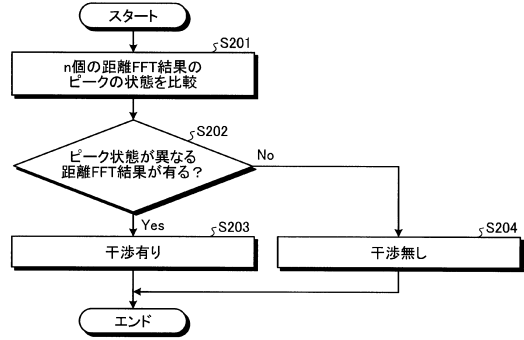 スタート
S201
n個の距離FFT結果の
ピークの状態を比較
S202
ピーク状態が異なる
距離FFT結果が有る？
No
Yes
S203
干渉有り
S204
干渉無し
エンド